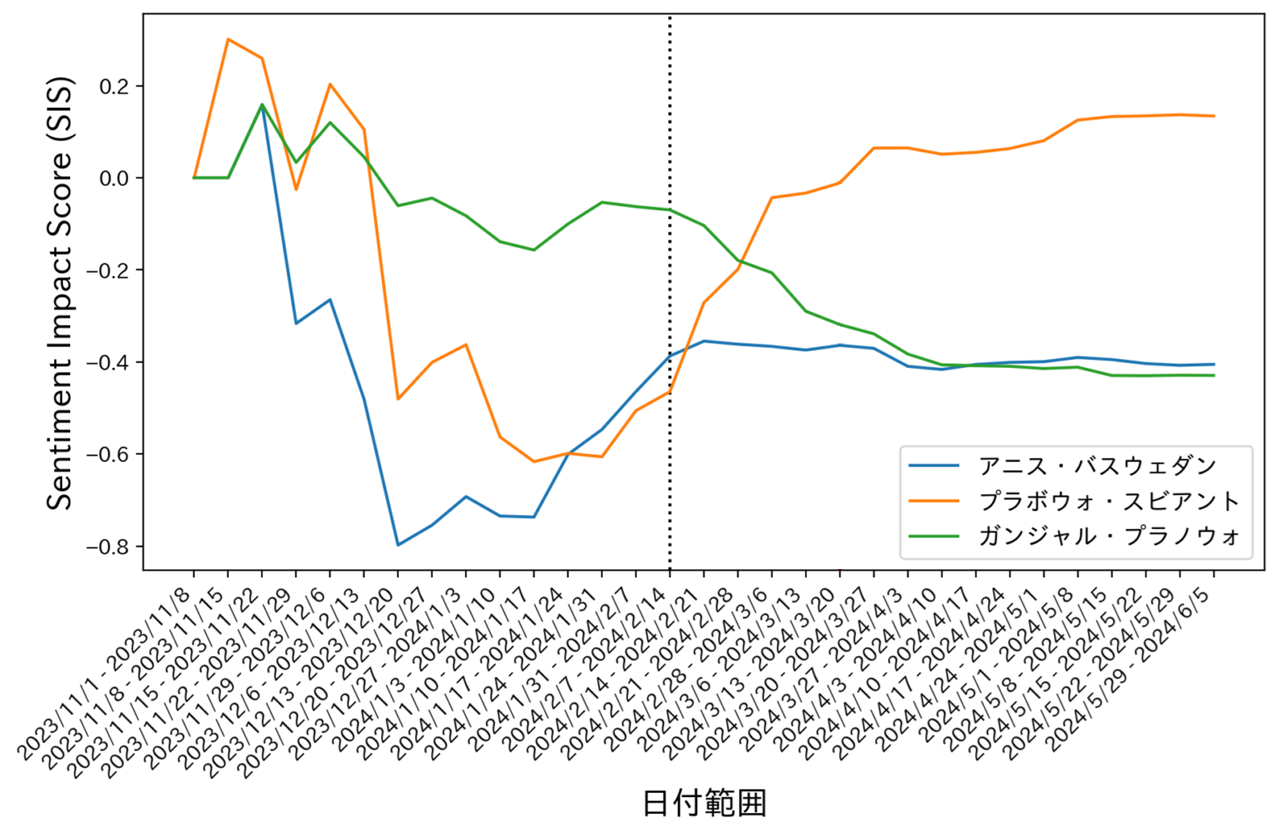 Sentiment Impact Score (SIS)
0.2
0.0
−0.2
−0.4
−0.6
−0.8
アニス・バスウェダン
プラボウォ・スビアント
ガンジャル・プラノウォ
2023/11/1 - 2023/11/8
2023/11/8 - 2023/11/15
2023/11/15 - 2023/11/22
2023/11/22 - 2023/11/29
2023/11/29 - 2023/12/6
2023/12/6 - 2023/12/13
2023/12/13 - 2023/12/20
2023/12/20 - 2023/12/27
2023/12/27 - 2024/1/3
2024/1/3 - 2024/1/10
2024/1/10 - 2024/1/17
2024/1/17 - 2024/1/24
2024/1/24 - 2024/1/31
2024/1/31 - 2024/2/7
2024/2/7 - 2024/2/14
2024/2/14 - 2024/2/21
2024/2/21 - 2024/2/28
2024/2/28 - 2024/3/6
2024/3/6 - 2024/3/13
2024/3/13 - 2024/3/20
2024/3/20 - 2024/3/27
2024/3/27 - 2024/4/3
2024/4/3 - 2024/4/10
2024/4/10 - 2024/4/17
2024/4/17 - 2024/4/24
2024/4/24 - 2024/5/1
2024/5/1 - 2024/5/8
2024/5/8 - 2024/5/15
2024/5/15 - 2024/5/22
2024/5/22 - 2024/5/29
2024/5/29 - 2024/6/5
日付範囲